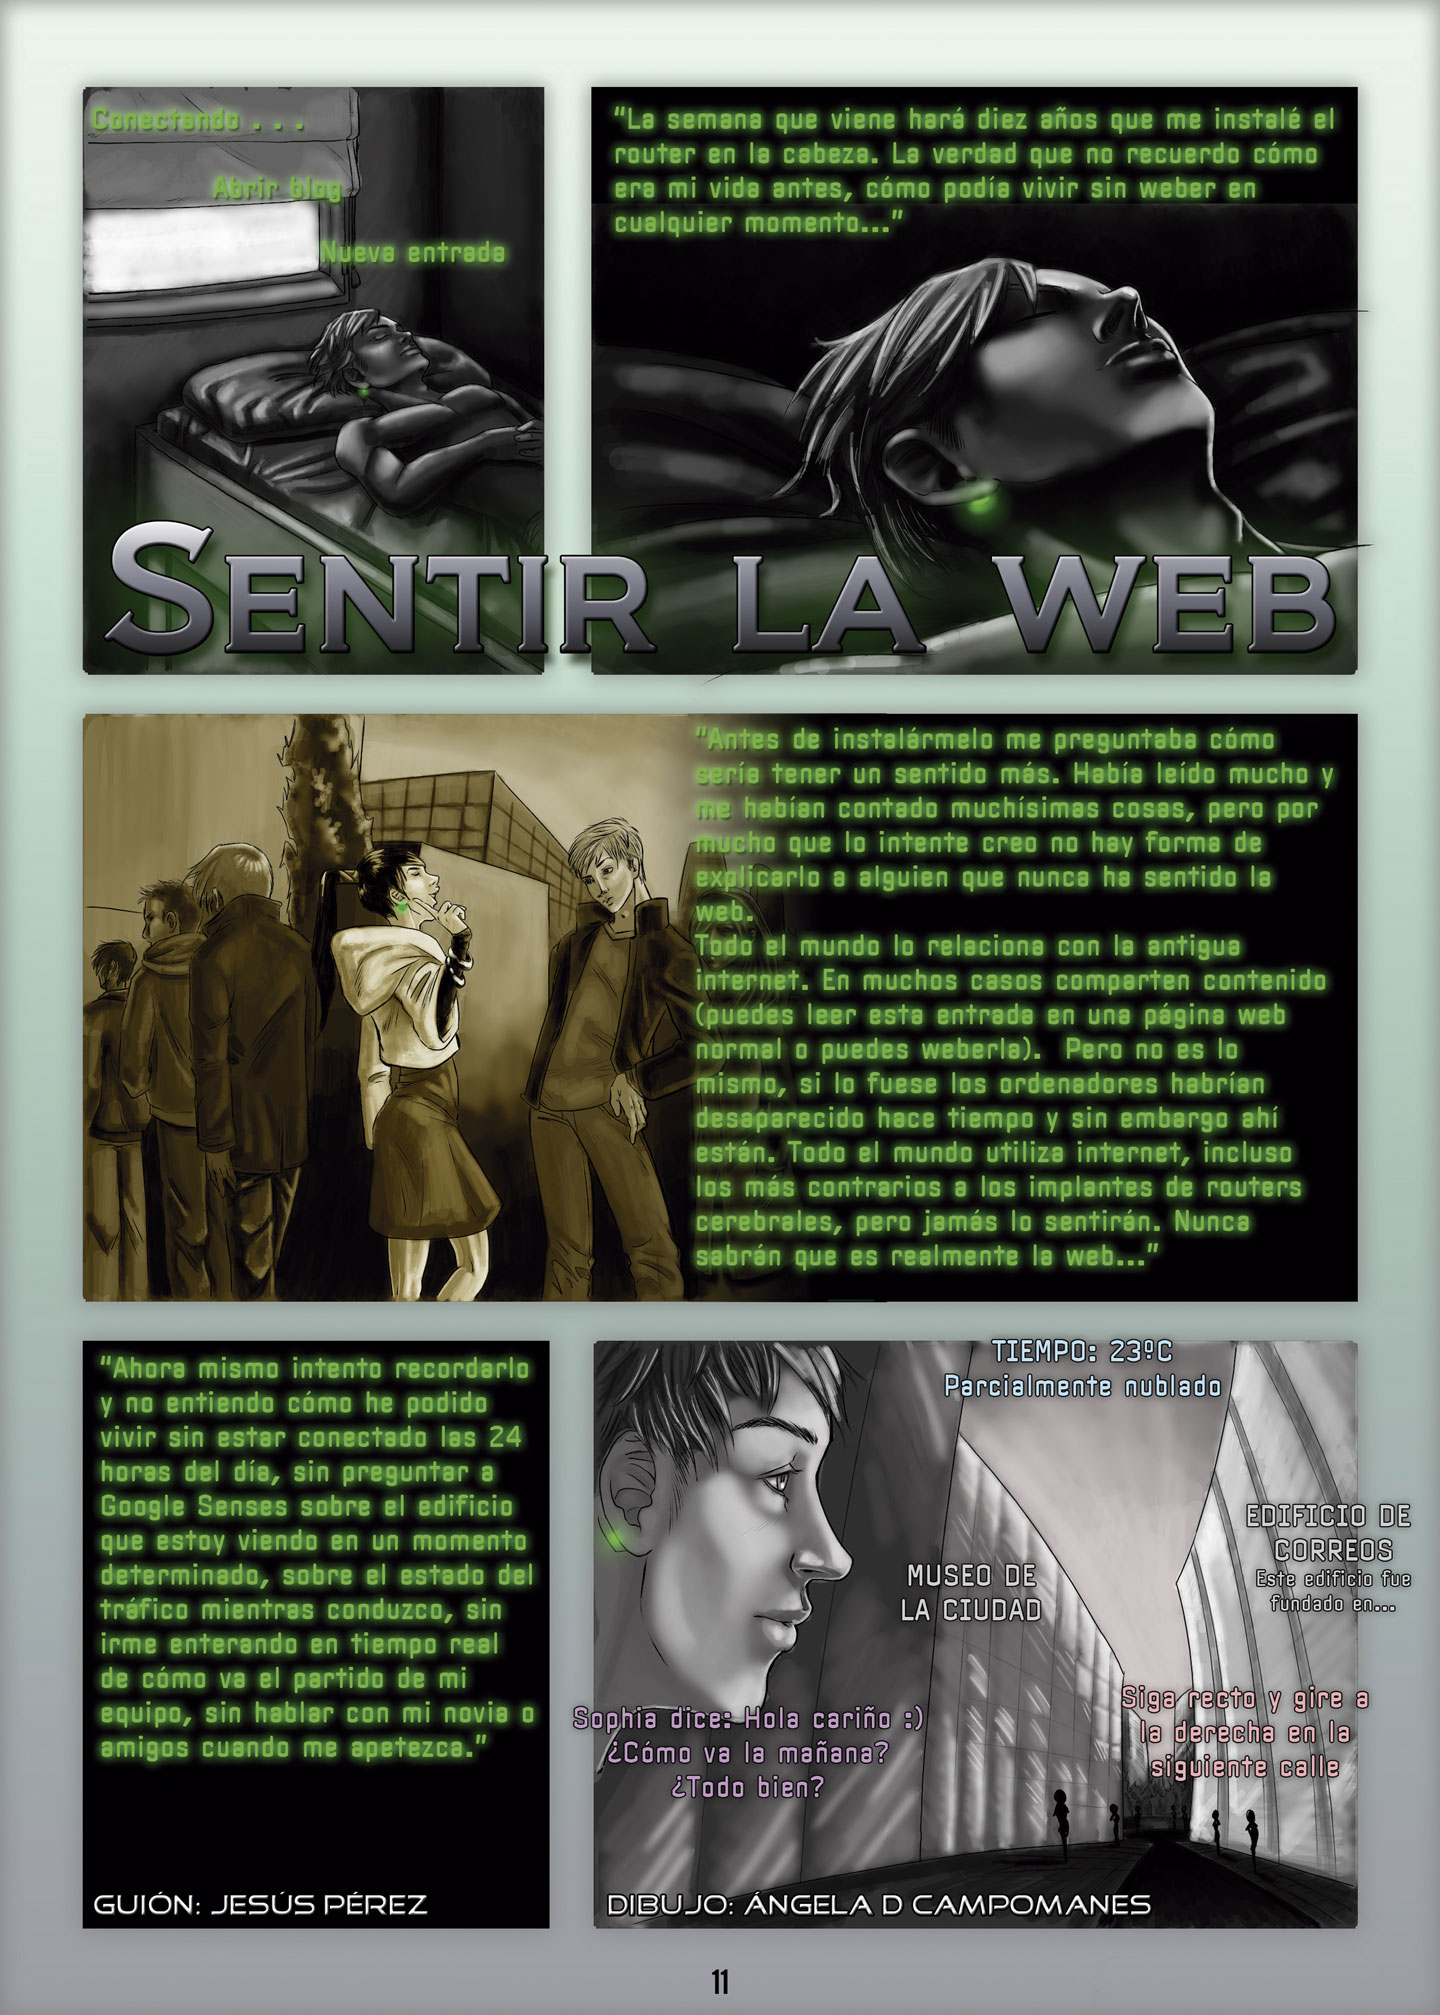 Conectando . . .
Abrir blog
Nueva entrada
"La semana que viene hará diez años que me instalé el
router en la cabeza. La verdad que no recuerdo cómo
era mi vida antes, cómo podía vivir sin weber en
cualquier momento..."
SENTIR LA WEB
"Antes de instalármelo me preguntaba cómo
sería tener un sentido más. Había leído mucho y
me habían contado muchísimas cosas, pero por
mucho que lo intente creo no hay forma de
explicarlo a alguien que nunca ha sentido la
web.
Todo el mundo lo relaciona con la antigua
internet. En muchos casos comparten contenido
(puedes leer esta entrada en una página web
normal o puedes weberla). Pero no es lo
mismo, si lo fuese los ordenadores habrían
desaparecido hace tiempo y sin embargo ahí
están. Todo el mundo utiliza internet, incluso
los más contrarios a los implantes de routers
cerebrales, pero jamás lo sentirán. Nunca
sabrán que es realmente la web..."
"Ahora mismo intento recordarlo
y no entiendo cómo he podido
vivir sin estar conectado las 24
horas del día, sin preguntar a
Google Senses sobre el edificio
que estoy viendo en un momento
determinado, sobre el estado del
tráfico mientras conduzco, sin
irme enterando en tiempo real
de cómo va el partido de mi
equipo, sin hablar con mi novia o
amigos cuando me apetezca."
GUIÓN: JESÚS PÉREZ
TIEMPO: 23ºC
Parcialmente nublado
EDIFICIO DE
CORREOS
Este edificio fue
fundado en...
MUSEO DE
LA CIUDAD
Siga recto y gire a
la derecha en la
siguiente calle
Sophia dice: Hola cariño :)
¿Cómo va la mañana?
¿Todo bien?
DIBUJO: ÁNGELA D CAMPOMANES
11